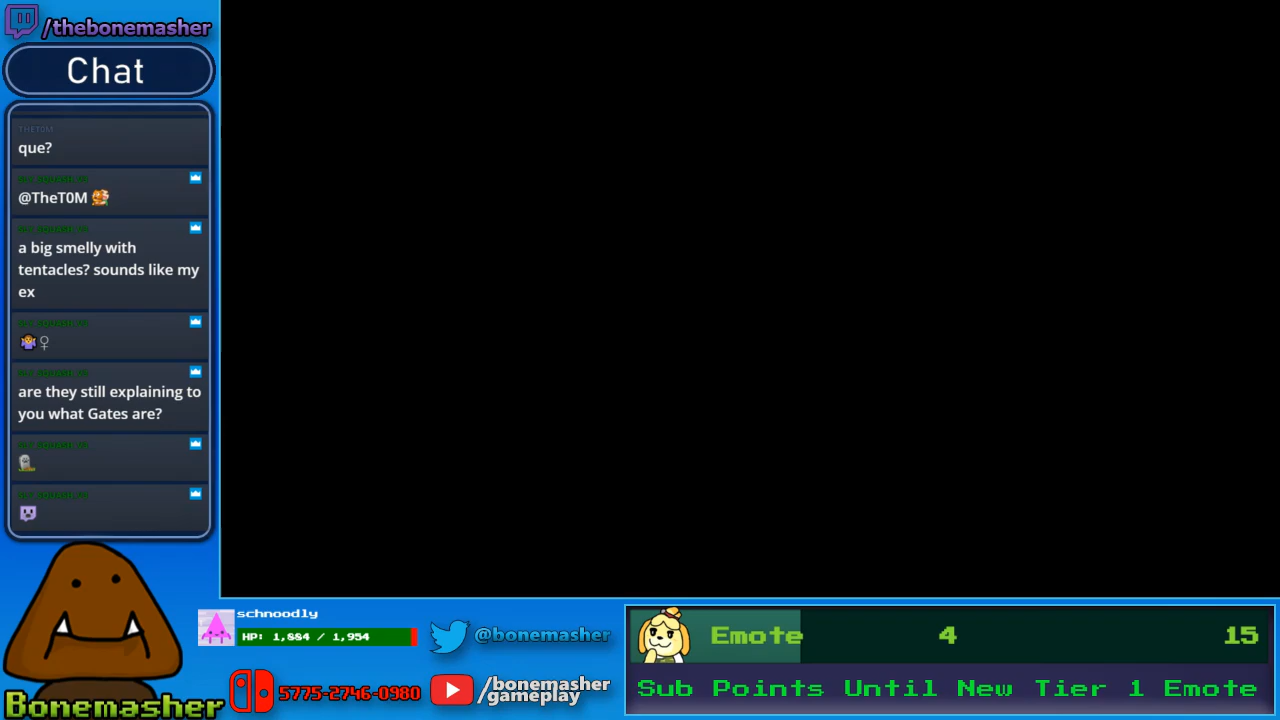 /thebonemasher
Chat
THET0M
que?
@TheT0M
a big smelly with
tentacles? sounds like my
ex
are they still explaining to
you what Gates are?
schnoodly
HP: 1,884 / 1,954
@bonemasher
5775-2746-0980
/bonemasher
gameplay
Bonemasher
Emote 4 15
Sub Points Until New Tier 1 Emote